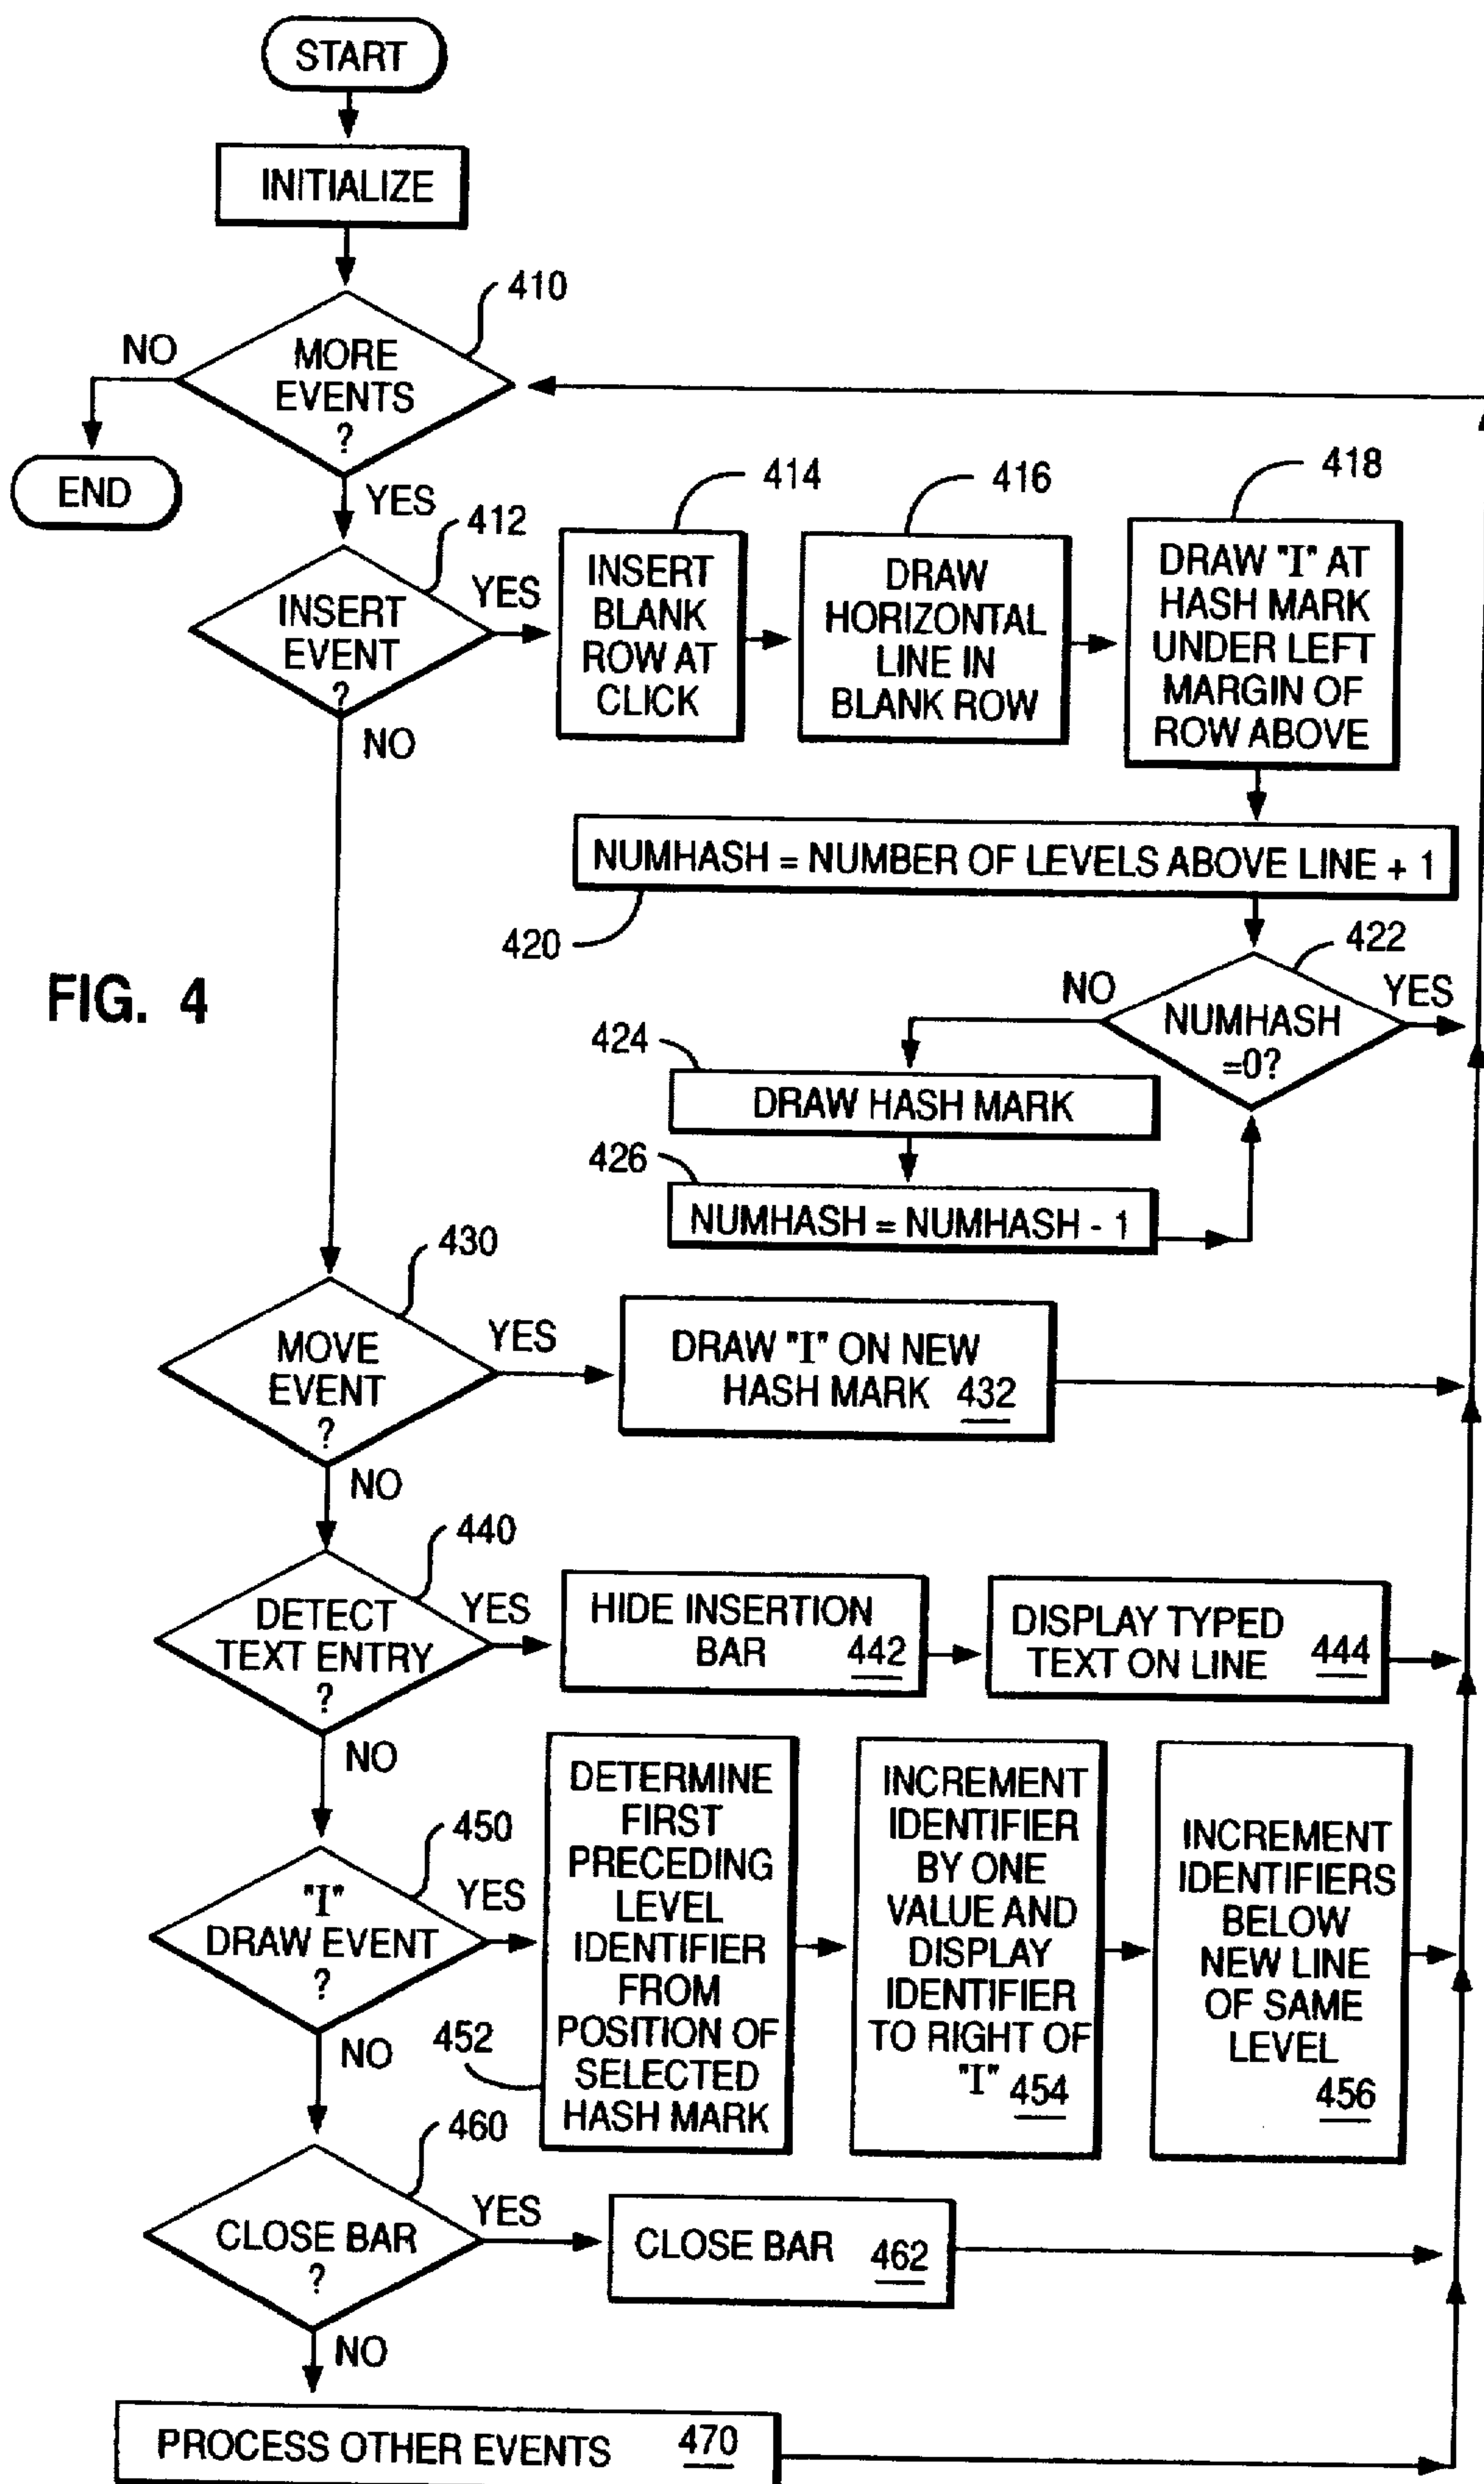 START
INITIALIZE
410
NO
MORE
EVENTS
?
END
YES
412
INSERT
EVENT
?
YES
NO
414
INSERT
BLANK
ROW AT
CLICK
416
DRAW
HORIZONTAL
LINE IN
BLANK ROW
418
DRAW "I" AT
HASH MARK
UNDER LEFT
MARGIN OF
ROW ABOVE
NUMHASH = NUMBER OF LEVELS ABOVE LINE + 1
420
422
NO
NUMHASH
=0?
YES
FIG. 4
424
DRAW HASH MARK
426
NUMHASH = NUMHASH - 1
430
MOVE
EVENT
?
YES
DRAW "I" ON NEW
HASH MARK 432
NO
440
DETECT
TEXT ENTRY
?
YES
HIDE INSERTION
BAR 442
DISPLAY TYPED
TEXT ON LINE 444
NO
450
"I"
DRAW EVENT
?
YES
NO
452
DETERMINE
FIRST
PRECEDING
LEVEL
IDENTIFIER
FROM
POSITION OF
SELECTED
HASH MARK
INCREMENT
IDENTIFIER
BY ONE
VALUE AND
DISPLAY
IDENTIFIER
TO RIGHT OF
"I" 454
INCREMENT
IDENTIFIERS
BELOW
NEW LINE
OF SAME
LEVEL
456
460
CLOSE BAR
?
YES
CLOSE BAR 462
NO
PROCESS OTHER EVENTS 470